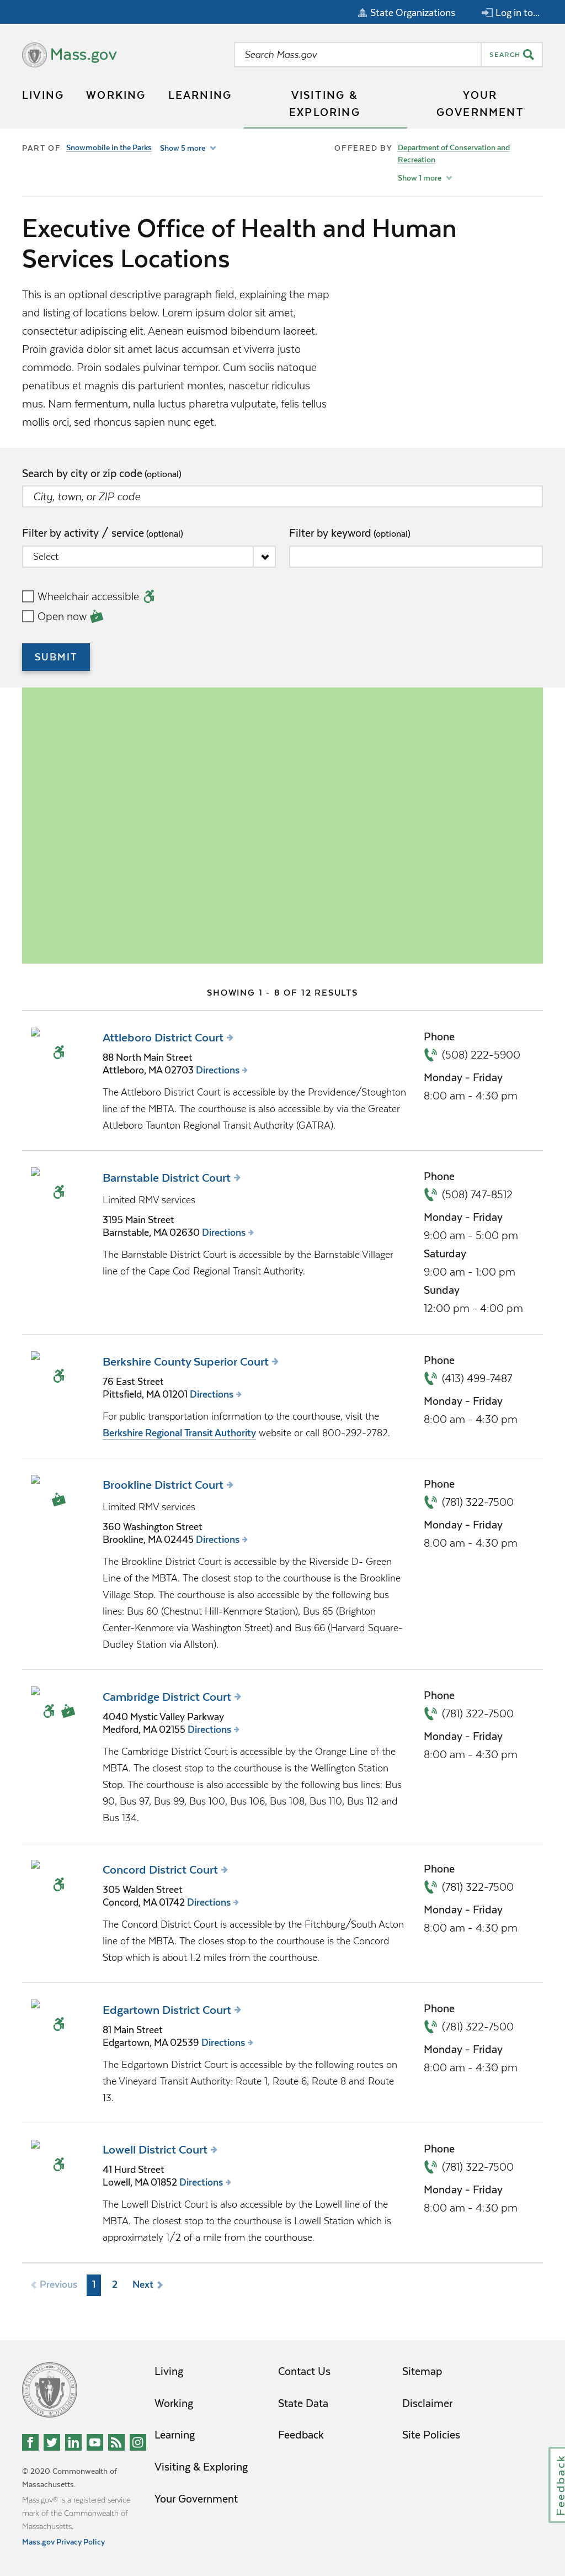 State Organizations
Log in to...
Mass.gov
Search Mass.gov
SEARCH
LIVING
WORKING
LEARNING
VISITING & EXPLORING
YOUR GOVERNMENT
PART OF Snowmobile in the Parks Show 5 more
OFFERED BY Department of Conservation and
Recreation
Show 1 more
Executive Office of Health and Human
Services Locations
This is an optional descriptive paragraph field, explaining the map
and listing of locations below. Lorem ipsum dolor sit amet,
consectetur adipiscing elit. Aenean euismod bibendum laoreet.
Proin gravida dolor sit amet lacus accumsan et viverra justo
commodo. Proin sodales pulvinar tempor. Cum sociis natoque
penatibus et magnis dis parturient montes, nascetur ridiculus
mus. Nam fermentum, nulla luctus pharetra vulputate, felis tellus
mollis orci, sed rhoncus sapien nunc eget.
Search by city or zip code (optional)
City, town, or ZIP code
Filter by activity / service (optional)
Select
Filter by keyword (optional)
Wheelchair accessible
Open now
SUBMIT
SHOWING 1 - 8 OF 12 RESULTS
Attleboro District Court
88 North Main Street
Attleboro, MA 02703 Directions
The Attleboro District Court is accessible by the Providence/Stoughton
line of the MBTA. The courthouse is also accessible by via the Greater
Attleboro Taunton Regional Transit Authority (GATRA).
Phone
(508) 222-5900
Monday - Friday
8:00 am - 4:30 pm
Barnstable District Court
Limited RMV services
3195 Main Street
Barnstable, MA 02630 Directions
The Barnstable District Court is accessible by the Barnstable Villager
line of the Cape Cod Regional Transit Authority.
Phone
(508) 747-8512
Monday - Friday
9:00 am - 5:00 pm
Saturday
9:00 am - 1:00 pm
Sunday
12:00 pm - 4:00 pm
Berkshire County Superior Court
76 East Street
Pittsfield, MA 01201 Directions
For public transportation information to the courthouse, visit the
Berkshire Regional Transit Authority website or call 800-292-2782.
Phone
(413) 499-7487
Monday - Friday
8:00 am - 4:30 pm
Brookline District Court
Limited RMV services
360 Washington Street
Brookline, MA 02445 Directions
The Brookline District Court is accessible by the Riverside D- Green
Line of the MBTA. The closest stop to the courthouse is the Brookline
Village Stop. The courthouse is also accessible by the following bus
lines: Bus 60 (Chestnut Hill-Kenmore Station), Bus 65 (Brighton
Center-Kenmore via Washington Street) and Bus 66 (Harvard Square-
Dudley Station via Allston).
Phone
(781) 322-7500
Monday - Friday
8:00 am - 4:30 pm
Cambridge District Court
4040 Mystic Valley Parkway
Medford, MA 02155 Directions
The Cambridge District Court is accessible by the Orange Line of the
MBTA. The closest stop to the courthouse is the Wellington Station
Stop. The courthouse is also accessible by the following bus lines: Bus
90, Bus 97, Bus 99, Bus 100, Bus 106, Bus 108, Bus 110, Bus 112 and
Bus 134.
Phone
(781) 322-7500
Monday - Friday
8:00 am - 4:30 pm
Concord District Court
305 Walden Street
Concord, MA 01742 Directions
The Concord District Court is accessible by the Fitchburg/South Acton
line of the MBTA. The closes stop to the courthouse is the Concord
Stop which is about 1.2 miles from the courthouse.
Phone
(781) 322-7500
Monday - Friday
8:00 am - 4:30 pm
Edgartown District Court
81 Main Street
Edgartown, MA 02539 Directions
The Edgartown District Court is accessible by the following routes on
the Vineyard Transit Authority: Route 1, Route 6, Route 8 and Route
13.
Phone
(781) 322-7500
Monday - Friday
8:00 am - 4:30 pm
Lowell District Court
41 Hurd Street
Lowell, MA 01852 Directions
The Lowell District Court is also accessible by the Lowell line of the
MBTA. The closest stop to the courthouse is Lowell Station which is
approximately 1/2 of a mile from the courthouse.
Phone
(781) 322-7500
Monday - Friday
8:00 am - 4:30 pm
Previous 1 2 Next
Living
Working
Learning
Visiting & Exploring
Your Government
Contact Us
State Data
Feedback
Sitemap
Disclaimer
Site Policies
© 2020 Commonwealth of
Massachusetts.
Mass.gov® is a registered service
mark of the Commonwealth of
Massachusetts.
Mass.gov Privacy Policy
Feedback